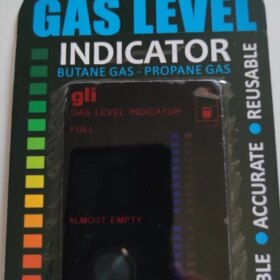 GAS LEVEL
INDICATOR
BUTANE GAS - PROPANE GAS
gli
GAS LEVEL INDICATOR
FULL
ALMOST EMPTY
ACCURATE • REUSABLE